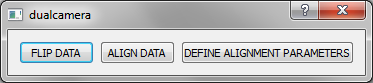 dualcamera
?
FLIP DATA
ALIGN DATA
DEFINE ALIGNMENT PARAMETERS